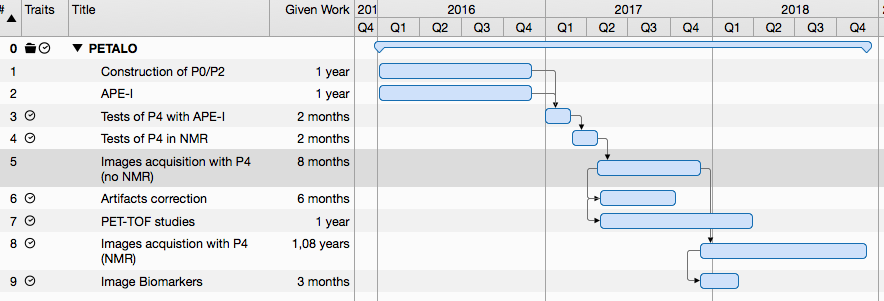 # Traits Title Given Work 201 2016 2017 2018 2
Q4 Q1 Q2 Q3 Q4 Q1 Q2 Q3 Q4 Q1 Q2 Q3 Q4
0 PETALO
1 Construction of P0/P2 1 year
2 APE-I 1 year
3 Tests of P4 with APE-I 2 months
4 Tests of P4 in NMR 2 months
5 Images acquisition with P4 8 months
(no NMR)
6 Artifacts correction 6 months
7 PET-TOF studies 1 year
8 Images acquistion with P4 1,08 years
(NMR)
9 Image Biomarkers 3 months